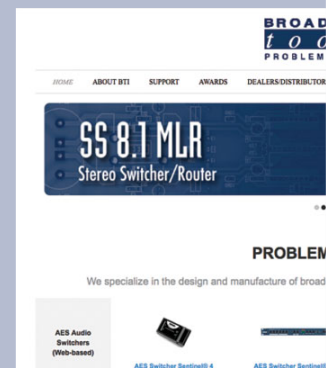 BROAD
too
PROBLEM
HOME ABOUT BTI SUPPORT AWARDS DEALERS/DISTRIBUTOR
SS 8.1 MLR
Stereo Switcher/Router
PROBLEM
We specialize in the design and manufacture of broad
AES Audio
Switchers
(Web-based)
AES Switcher Sentinel® 4 AES Switcher Sentinel®